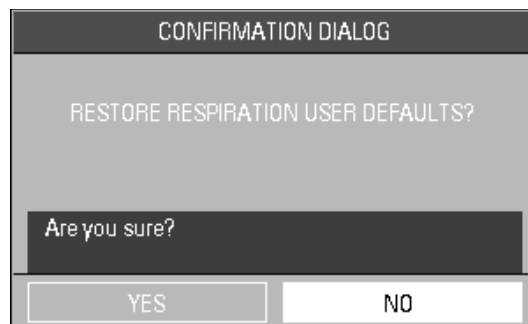 CONFIRMATION DIALOG
RESTORE RESPIRATION USER DEFAULTS?
Are you sure?
YES
NO